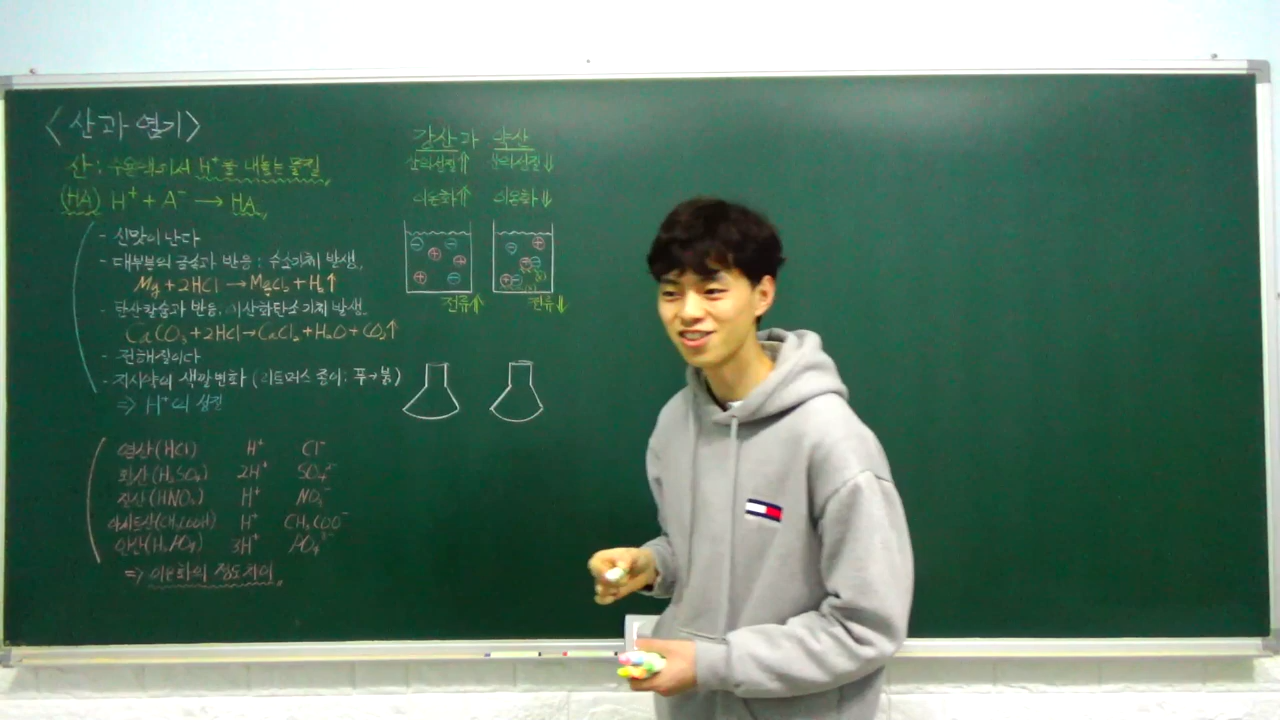 <산과 염기>
산 : 수용액에서 H⁺을 내놓는 물질
(HA) H⁺ + A⁻ → HA
- 신맛이 난다
- 대부분의 금속과 반응 : 수소기체 발생
Mg + 2HCl → MgCl₂ + H₂↑
- 탄산칼슘과 반응 : 이산화탄소 기체 발생
CaCO₃ + 2HCl → CaCl₂ + H₂O + CO₂↑
- 전해질이다
- 지시약의 색깔변화 (리트머스 종이 : 푸→붉)
⇒ H⁺의 성질
염산(HCl) H⁺ Cl⁻
황산(H₂SO₄) 2H⁺ SO₄²⁻
질산(HNO₃) H⁺ NO₃⁻
아세트산(CH₃COOH) H⁺ CH₃COO⁻
인산(H₃PO₄) 3H⁺ PO₄³⁻
⇒ 이온화의 정도 차이
강산과 약산
산의성질↑ 산의성질↓
이온화↑ 이온화↓
전류↑ 전류↓